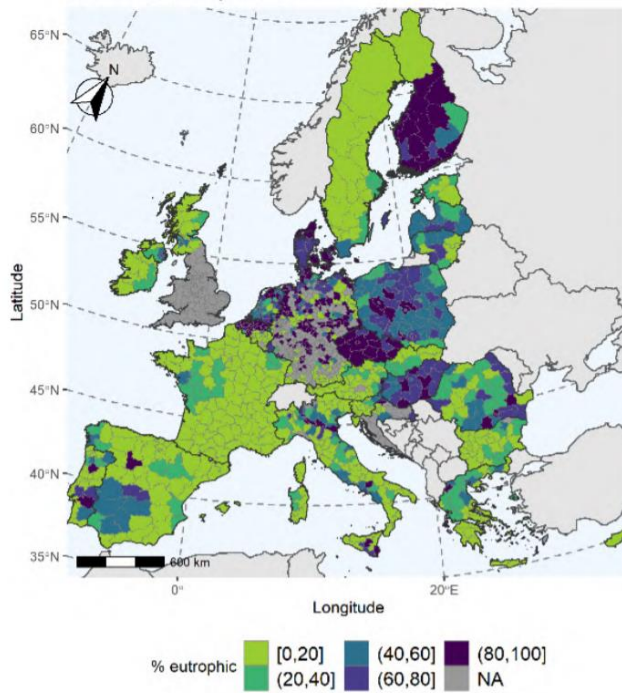 65°N
N
60°N
55°N
50°N
45°N
40°N
35°N
Latitude
600 km
0°
20°E
Longitude
% eutrophic
[0,20]
(40,60]
(80,100]
(20,40]
(60,80]
NA